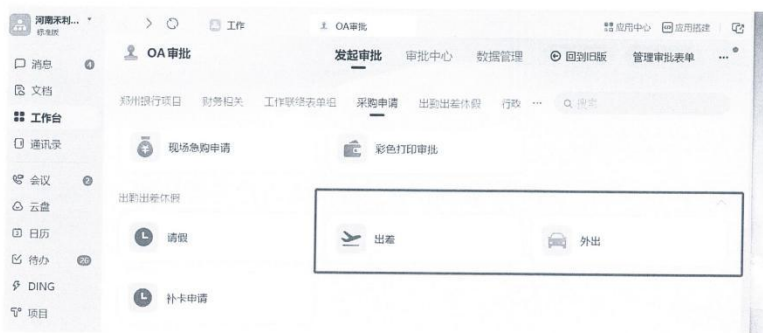 河南禾利...
标准版
工作
OA审批
应用中心
应用搭建
消息
4
文档
工作台
通讯录
会议
2
云盘
日历
待办
26
DING
项目
OA审批
发起审批
审批中心
数据管理
回到旧版
管理审批表单
...
郑州银行项目
财务相关
工作联络表单组
采购申请
出勤出差休假
行政
...
搜索
现场急购申请
彩色打印审批
出勤出差休假
请假
出差
外出
补卡申请